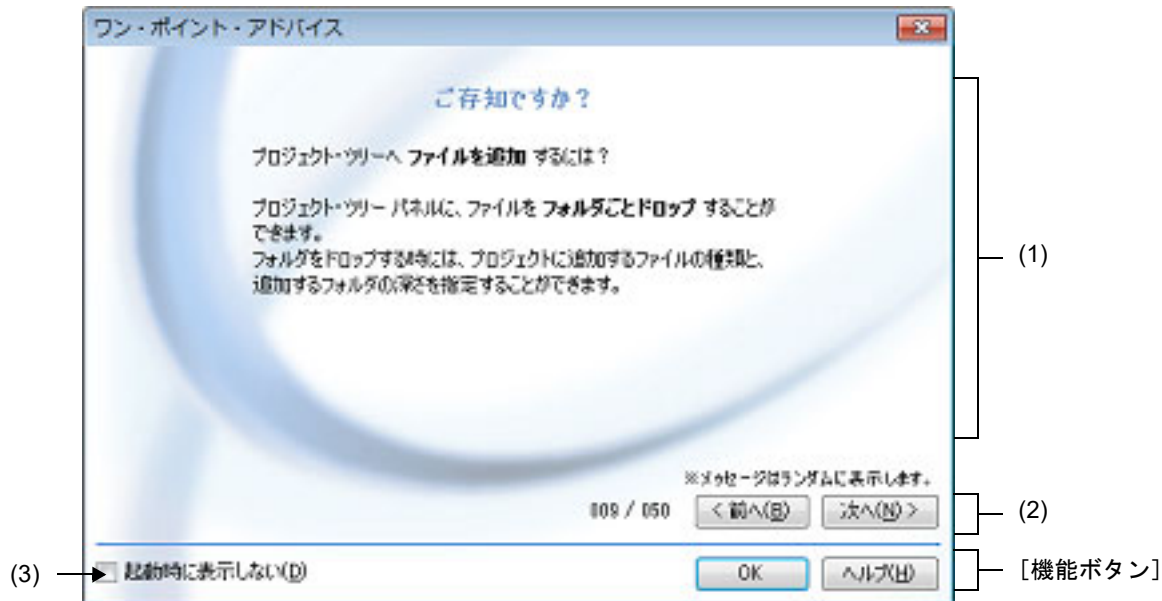 ワン・ポイント・アドバイス
ご存知ですか?
プロジェクト・ツリーへ ファイルを追加 するには?
プロジェクト・ツリー パネルに、ファイルを フォルダごとドロップ することが
できます。
フォルダをドロップする時には、プロジェクトに追加するファイルの種類と、
追加するフォルダの深さを指定することができます。
(1)
※メッセージはランダムに表示します。
009 / 050
< 前へ(B)
次へ(N) >
(2)
(3)
起動時に表示しない(D)
OK
ヘルプ(H)
[機能ボタン]